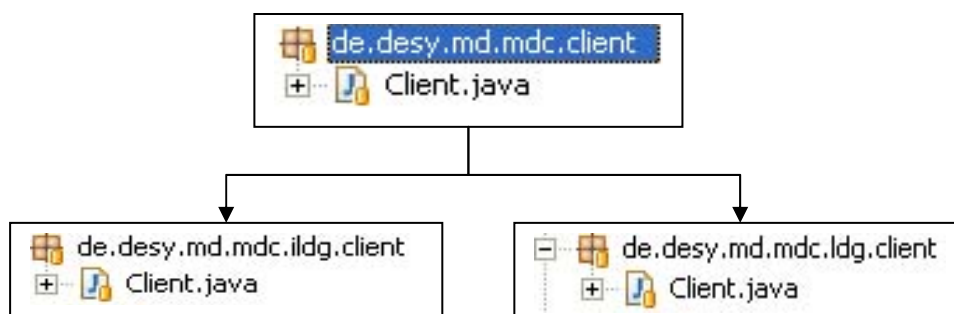 de.desy.md.mdc.client
Client.java
de.desy.md.mdc.ildg.client
Client.java
de.desy.md.mdc.ldg.client
Client.java